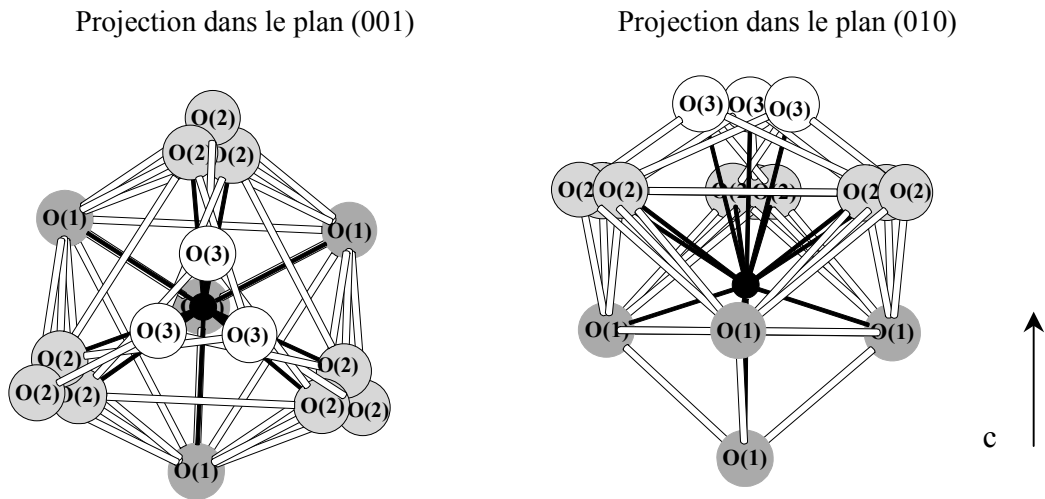 Projection dans le plan (001)
O(2)
O(2) O(2)
O(1)
O(1)
O(3)
O(3) O(3)
O(2) O(2)
O(2) O(2) O(2) O(2)
O(1)
Projection dans le plan (010)
O(3) O(3) O(3)
O(2 O(2) O(2) O(2 O(2)
O(1) O(1) O(1)
O(1)
c